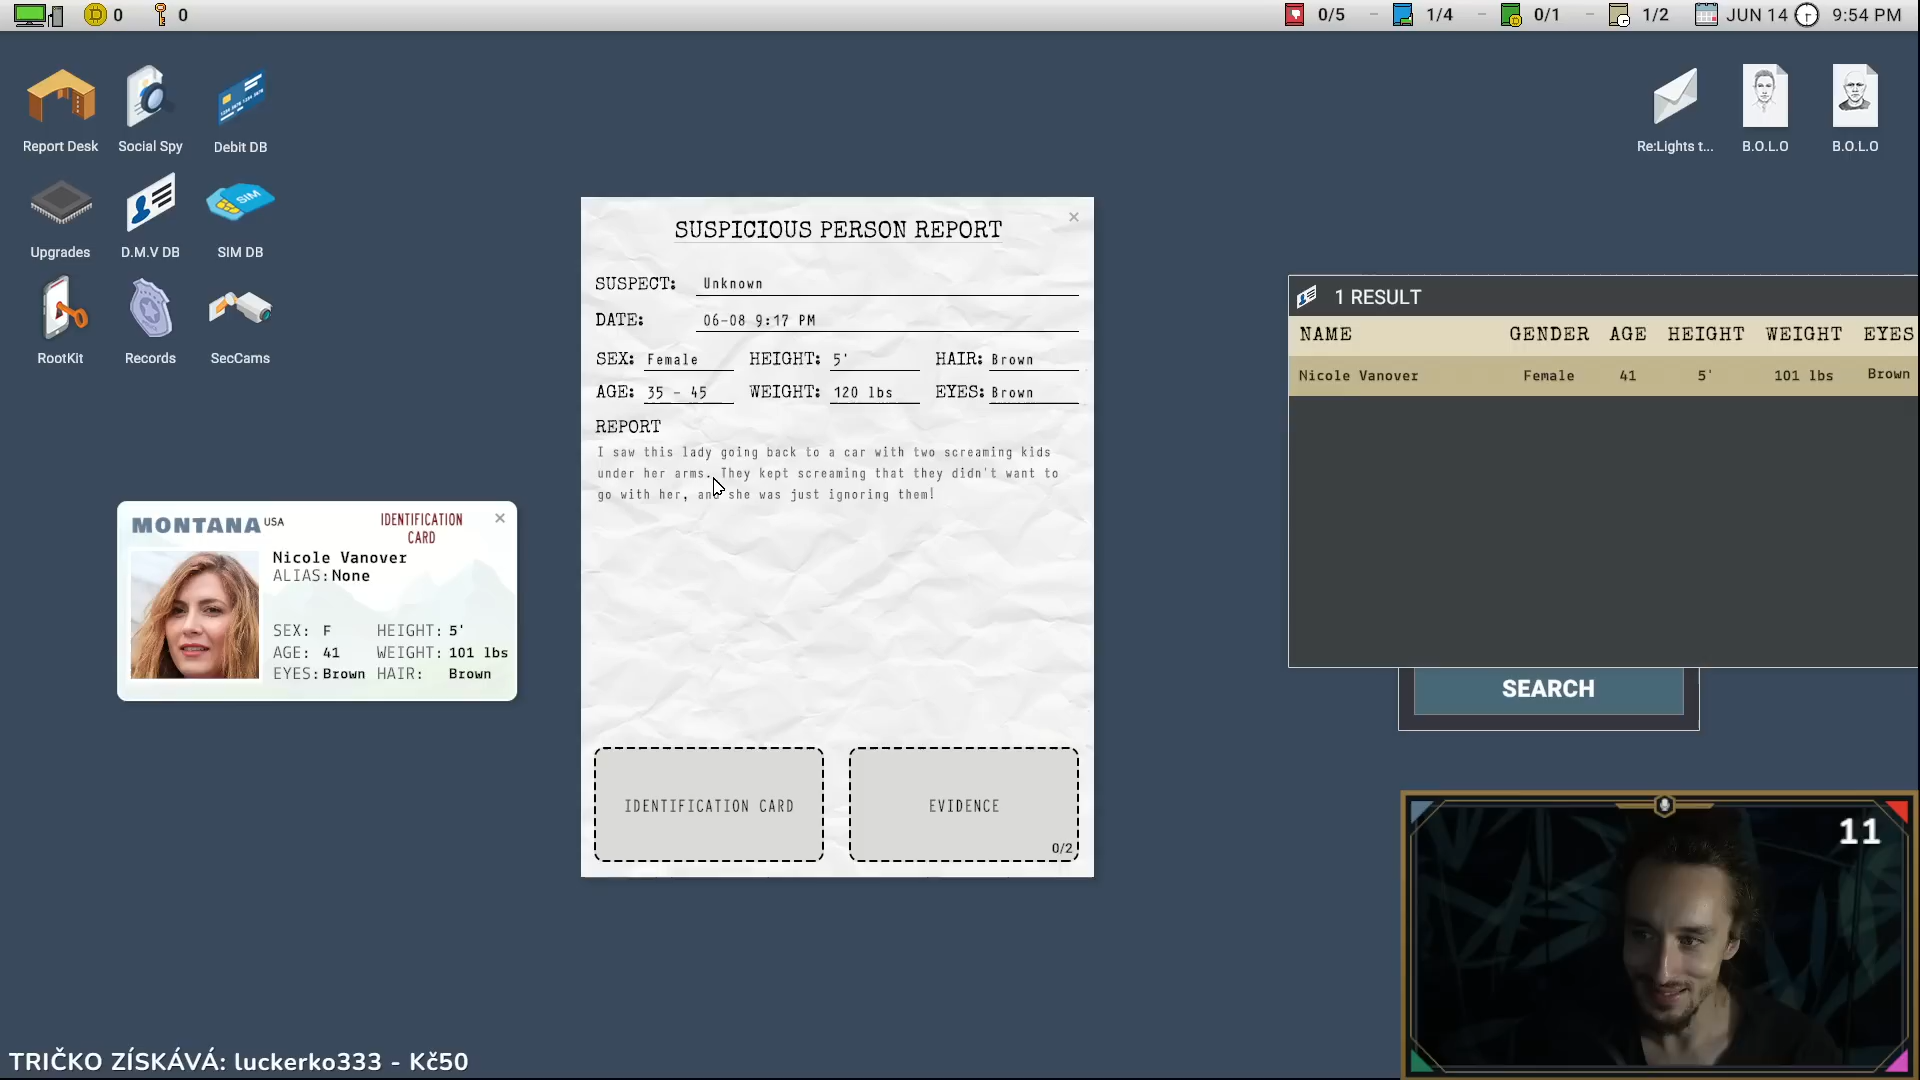 0
0
0/5
1/4
0/1
1/2
JUN 14
9:54 PM
Report Desk
Social Spy
Debit DB
Upgrades
D.M.V DB
SIM DB
RootKit
Records
SecCams
Re:Lights t...
B.O.L.O
B.O.L.O
SUSPICIOUS PERSON REPORT
SUSPECT: Unknown
DATE: 06-08 9:17 PM
SEX: Female HEIGHT: 5' HAIR: Brown
AGE: 35 - 45 WEIGHT: 120 lbs EYES: Brown
REPORT
I saw this lady going back to a car with two screaming kids
under her arms. They kept screaming that they didn't want to
go with her, and she was just ignoring them!
IDENTIFICATION CARD
EVIDENCE
0/2
MONTANA USA
IDENTIFICATION
CARD
Nicole Vanover
ALIAS: None
SEX: F HEIGHT: 5'
AGE: 41 WEIGHT: 101 lbs
EYES: Brown HAIR: Brown
1 RESULT
NAME GENDER AGE HEIGHT WEIGHT EYES
Nicole Vanover Female 41 5' 101 lbs Brown
SEARCH
11
TRIČKO ZÍSKÁVÁ: luckerko333 - Kč50